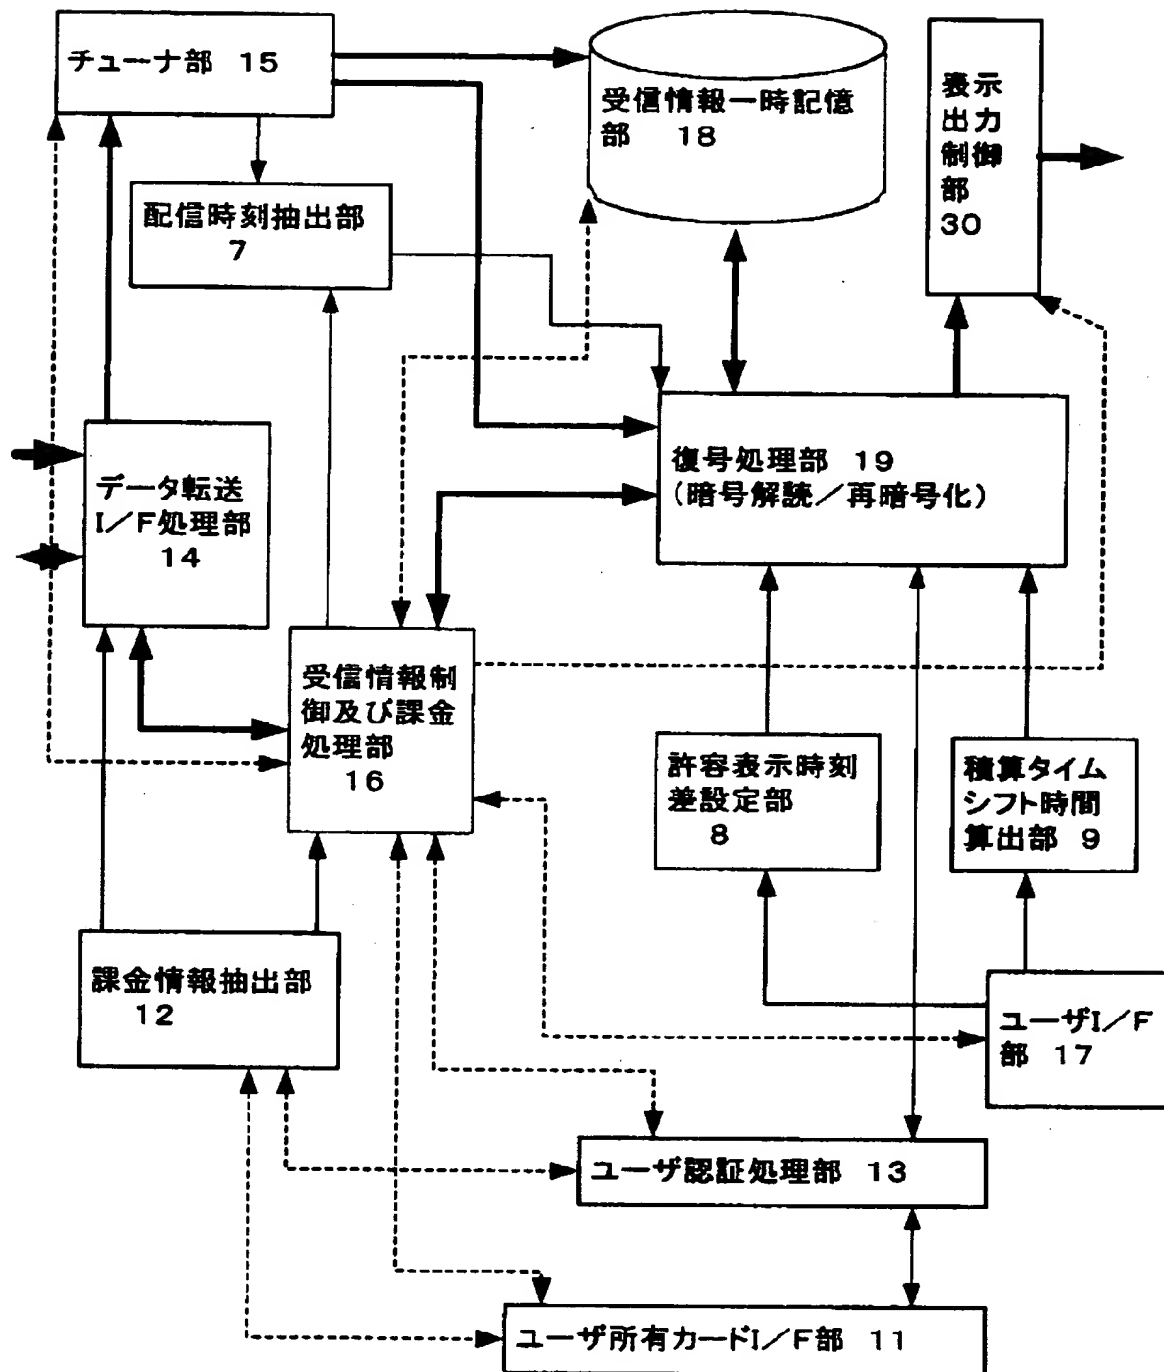 チューナ部 15
受信情報一時記憶
部 18
表示
出力
制御
部
30
配信時刻抽出部
7
データ転送
I/F処理部
14
復号処理部 19
(暗号解読/再暗号化)
受信情報制
御及び課金
処理部
16
許容表示時刻
差設定部
8
積算タイム
シフト時間
算出部 9
課金情報抽出部
12
ユーザI/F
部 17
ユーザ認証処理部 13
ユーザ所有カードI/F部 11